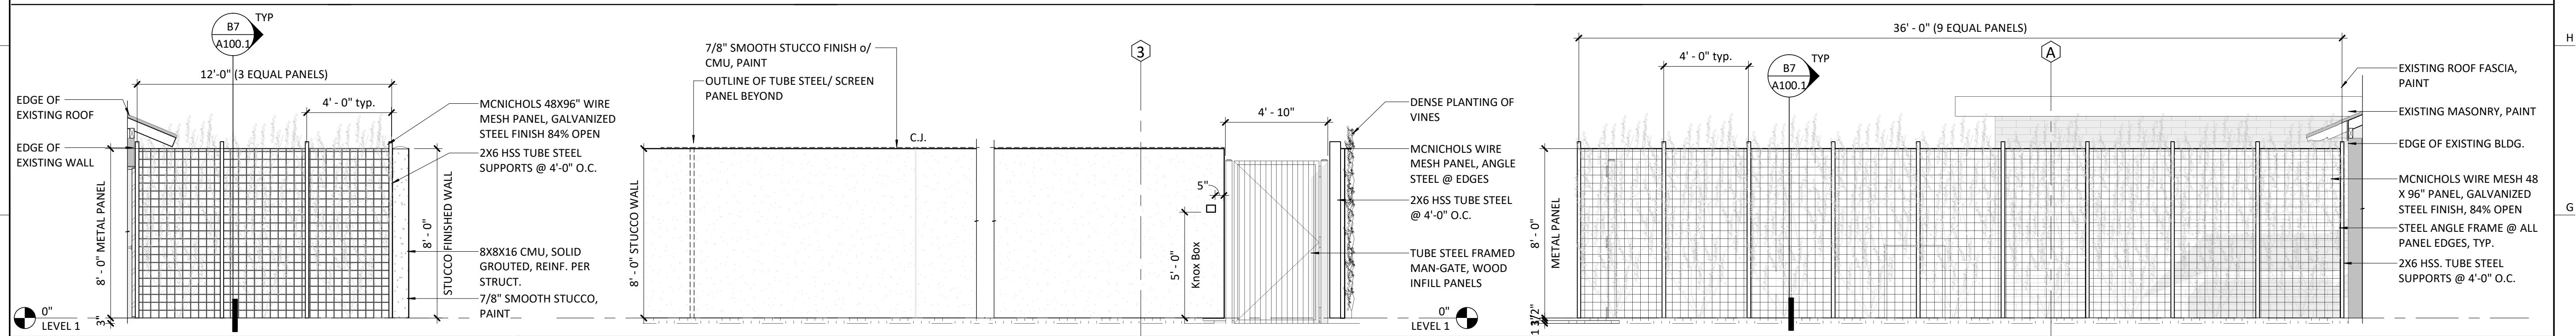 B7
A100.1
TYP
12'-0" (3 EQUAL PANELS)
4' - 0" typ.
EDGE OF
EXISTING ROOF
EDGE OF
EXISTING WALL
8' - 0" METAL PANEL
3"
0"
LEVEL 1
MCNICHOLS 48X96" WIRE
MESH PANEL, GALVANIZED
STEEL FINISH 84% OPEN
2X6 HSS TUBE STEEL
SUPPORTS @ 4'-0" O.C.
8' - 0"
STUCCO FINISHED WALL
8X8X16 CMU, SOLID
GROUTED, REINF. PER
STRUCT.
7/8" SMOOTH STUCCO,
PAINT
7/8" SMOOTH STUCCO FINISH o/
CMU, PAINT
OUTLINE OF TUBE STEEL/ SCREEN
PANEL BEYOND
C.J.
8' - 0" STUCCO WALL
3
4' - 10"
5"
5' - 0"
Knox Box
DENSE PLANTING OF
VINES
MCNICHOLS WIRE
MESH PANEL, ANGLE
STEEL @ EDGES
2X6 HSS TUBE STEEL
@ 4'-0" O.C.
TUBE STEEL FRAMED
MAN-GATE, WOOD
INFILL PANELS
0"
LEVEL 1
36' - 0" (9 EQUAL PANELS)
4' - 0" typ.
B7
A100.1
TYP
A
8' - 0"
METAL PANEL
EXISTING ROOF FASCIA,
PAINT
EXISTING MASONRY, PAINT
EDGE OF EXISTING BLDG.
MCNICHOLS WIRE MESH 48
X 96" PANEL, GALVANIZED
STEEL FINISH, 84% OPEN
STEEL ANGLE FRAME @ ALL
PANEL EDGES, TYP.
2X6 HSS. TUBE STEEL
SUPPORTS @ 4'-0" O.C.
H
G